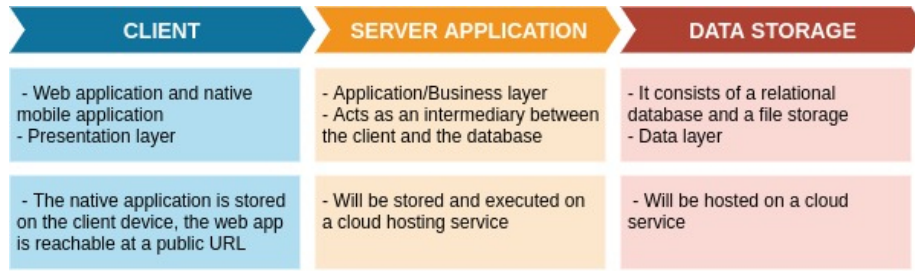 CLIENT
SERVER APPLICATION
DATA STORAGE
- Web application and native
mobile application
- Presentation layer
- Application/Business layer
- Acts as an intermediary between
the client and the database
- It consists of a relational
database and a file storage
- Data layer
- The native application is stored
on the client device, the web app
is reachable at a public URL
- Will be stored and executed on
a cloud hosting service
- Will be hosted on a cloud
service